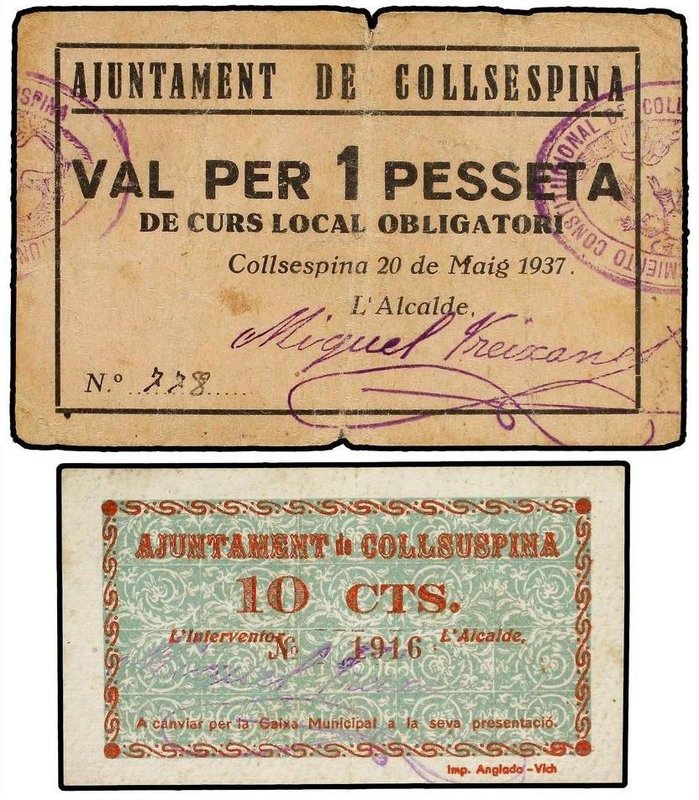 AJUNTAMENT DE COLLSESPINA
VAL PER 1 PESSETA
DE CURS LOCAL OBLIGATORI
Collsespina 20 de Maig 1937.
L'Alcalde,
Miquel Freixanet
N.º 778
AJUNTAMENT de COLLSUSPINA
10 CTS.
L'Interventor
Nº 1916
L'Alcalde,
A canviar per la Caixa Municipal a la seva presentació.
Imp. Anglada - Vich